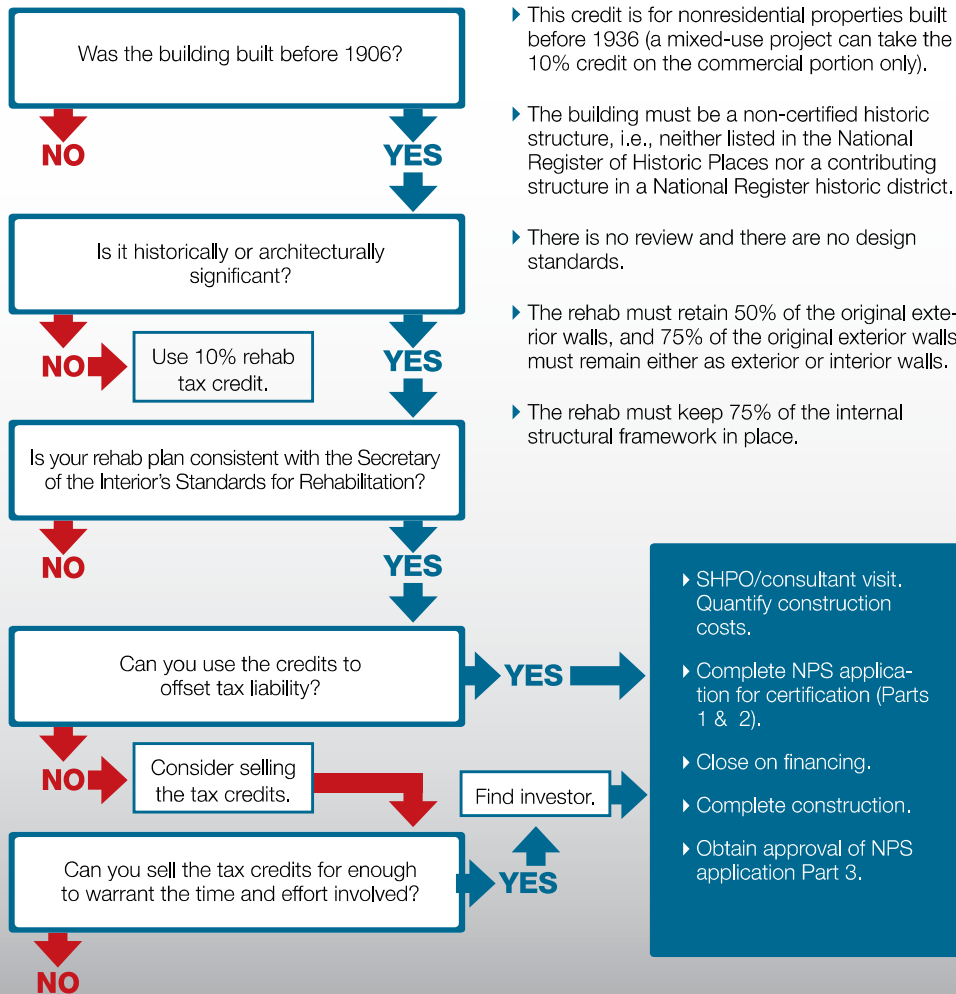 Was the building built before 1906?
NO
YES
Is it historically or architecturally
significant?
NO
Use 10% rehab
tax credit.
YES
Is your rehab plan consistent with the Secretary
of the Interior's Standards for Rehabilitation?
NO
YES
Can you use the credits to
offset tax liability?
YES
NO
Consider selling
the tax credits.
Find investor.
Can you sell the tax credits for enough
to warrant the time and effort involved?
YES
NO
This credit is for nonresidential properties built
before 1936 (a mixed-use project can take the
10% credit on the commercial portion only).
The building must be a non-certified historic
structure, i.e., neither listed in the National
Register of Historic Places nor a contributing
structure in a National Register historic district.
There is no review and there are no design
standards.
The rehab must retain 50% of the original exte-
rior walls, and 75% of the original exterior walls
must remain either as exterior or interior walls.
The rehab must keep 75% of the internal
structural framework in place.
SHPO/consultant visit.
Quantify construction
costs.
Complete NPS applica-
tion for certification (Parts
1 & 2).
Close on financing.
Complete construction.
Obtain approval of NPS
application Part 3.